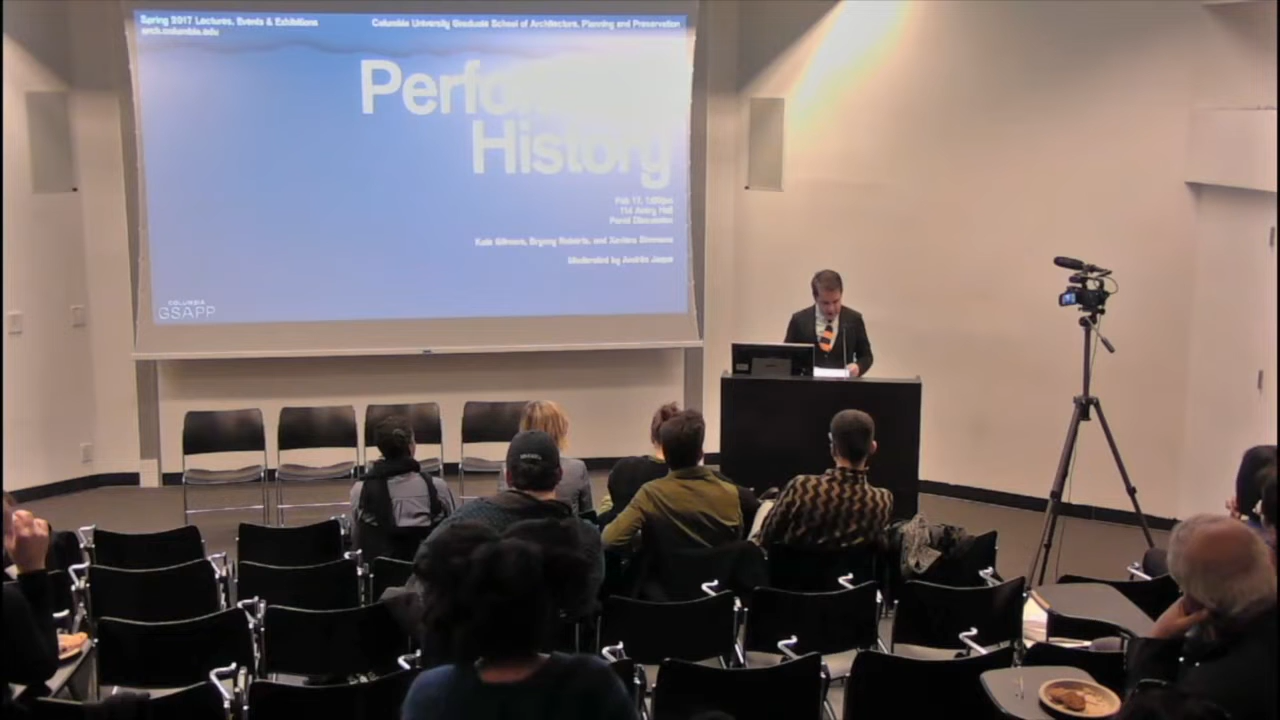 Spring 2017 Lectures, Events & Exhibitions
arch.columbia.edu
Columbia University Graduate School of Architecture, Planning and Preservation
History
Feb 17, 1:00pm
114 Avery Hall
Panel Discussion
Kate Gilmore, Bryony Roberts, and Xaviera Simmons
Moderated by Andrés Jaque
COLUMBIA
GSAPP